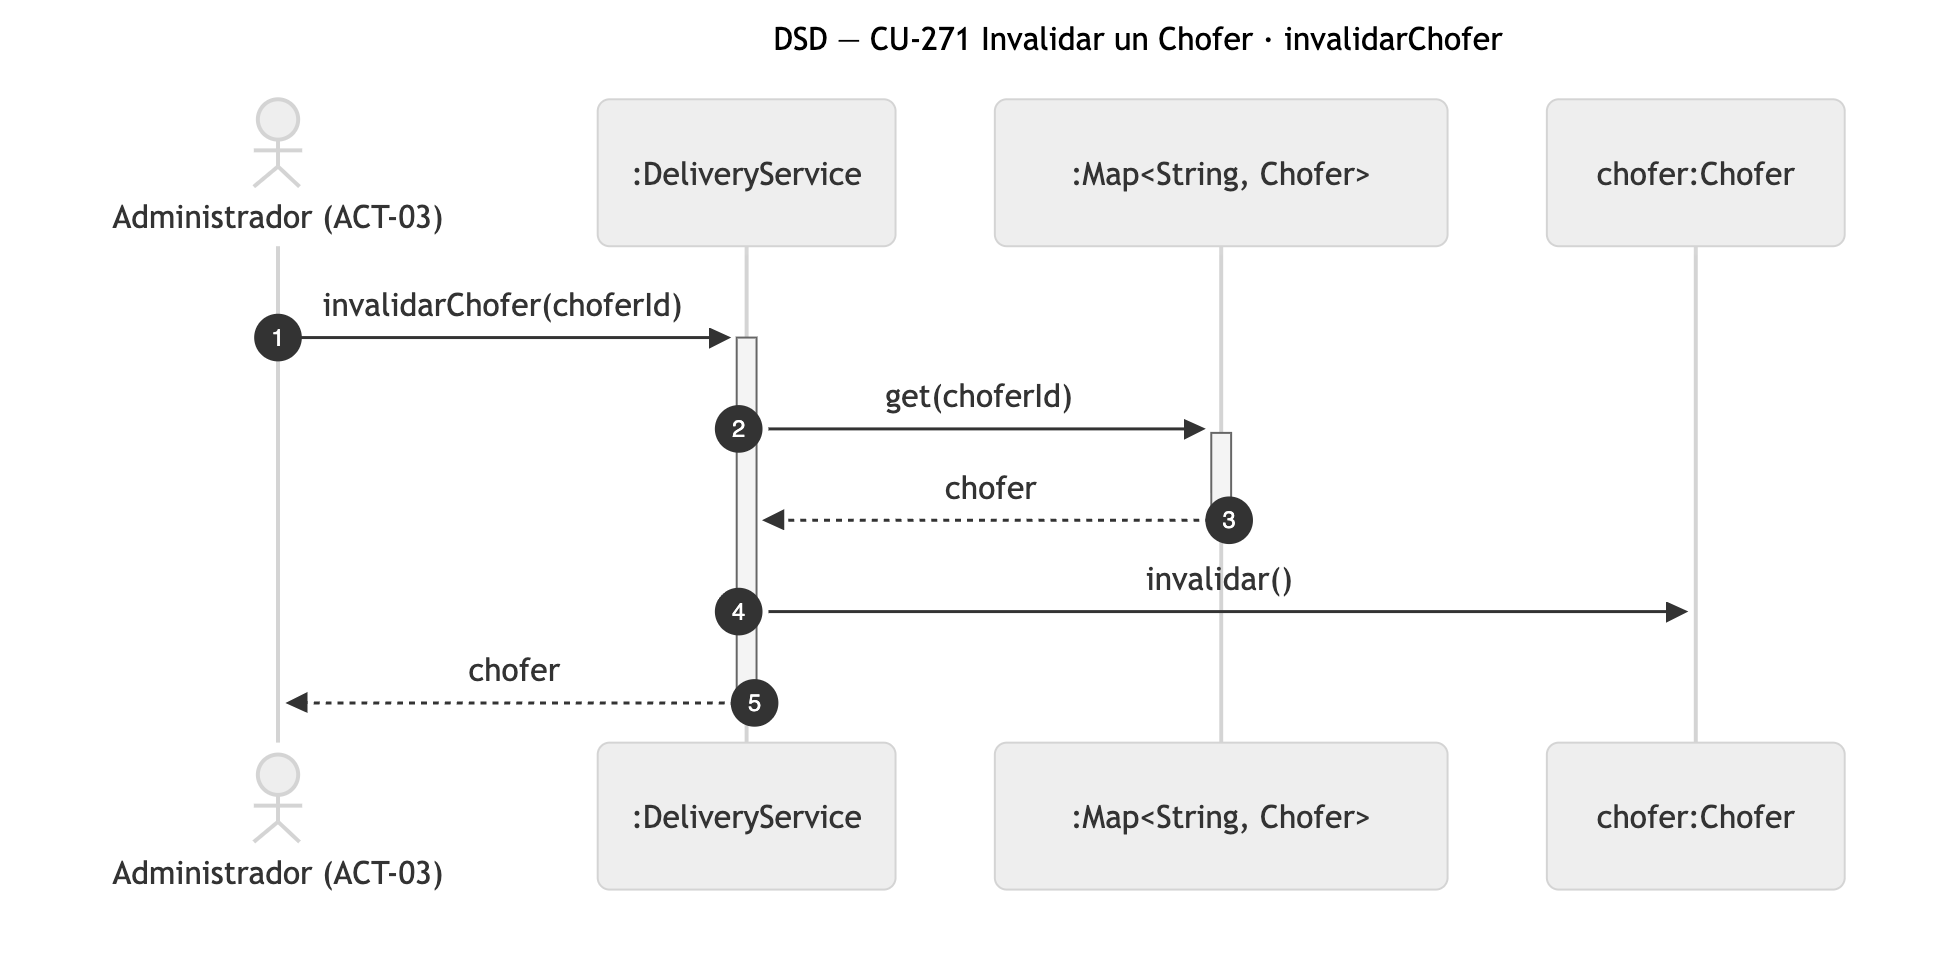 DSD — CU-271 Invalidar un Chofer · invalidarChofer
Administrador (ACT-03)
:DeliveryService
:Map<String, Chofer>
chofer:Chofer
invalidarChofer(choferId)
1
get(choferId)
2
chofer
3
invalidar()
4
chofer
5
Administrador (ACT-03)
:DeliveryService
:Map<String, Chofer>
chofer:Chofer